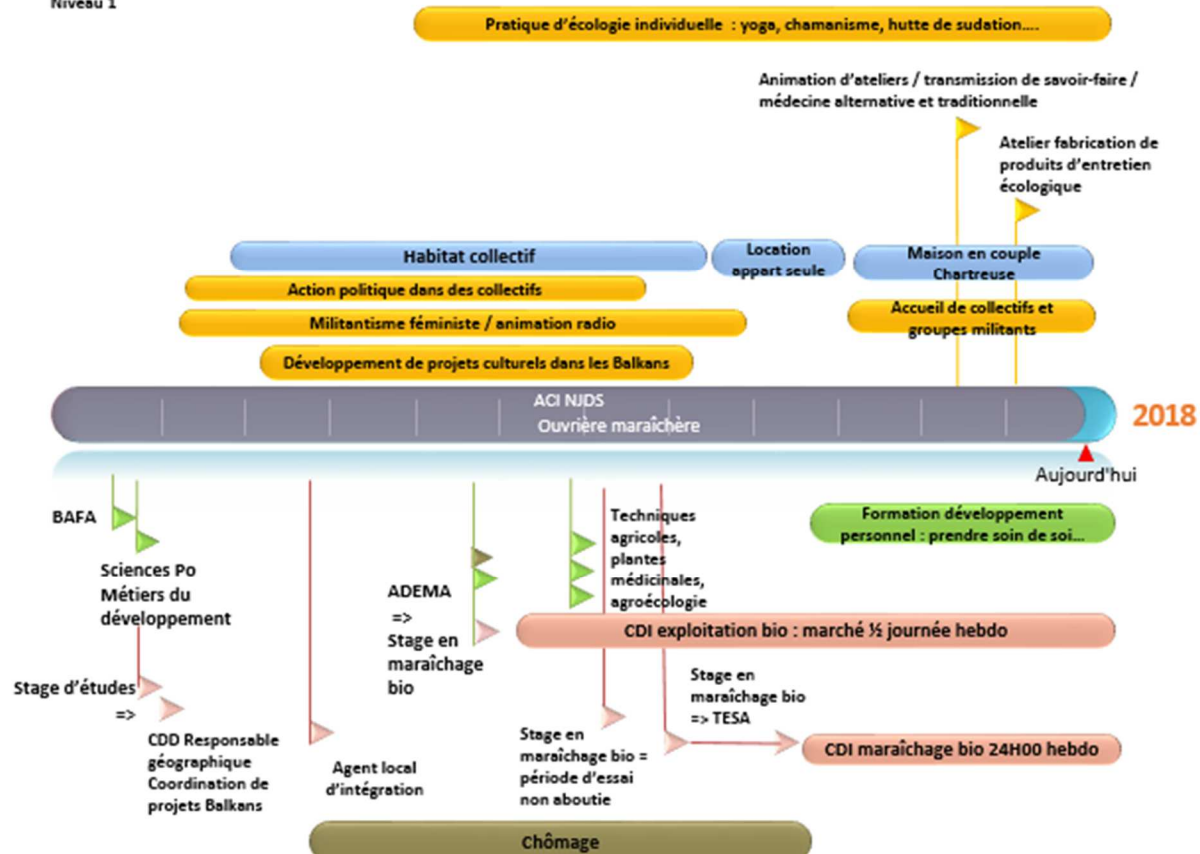 Niveau 1
Pratique d'écologie individuelle : yoga, chamanisme, hutte de sudation....
Animation d'ateliers / transmission de savoir-faire /
médecine alternative et traditionnelle
Atelier fabrication de
produits d'entretien
écologique
Habitat collectif
Location
appart seule
Maison en couple
Chartreuse
Action politique dans des collectifs
Militantisme féministe / animation radio
Accueil de collectifs et
groupes militants
Développement de projets culturels dans les Balkans
ACI NJDS
Ouvrière maraîchère
2018
Aujourd'hui
BAFA
Sciences Po
Métiers du
développement
Techniques
agricoles,
plantes
médicinales,
agroécologie
Formation développement
personnel : prendre soin de soi...
ADEMA
=>
Stage en
maraîchage
bio
CDI exploitation bio : marché ½ journée hebdo
Stage d'études
=>
CDD Responsable
géographique
Coordination de
projets Balkans
Agent local
d'intégration
Stage en
maraîchage bio =
période d'essai
non aboutie
Stage en
maraîchage bio
=> TESA
CDI maraîchage bio 24H00 hebdo
Chômage